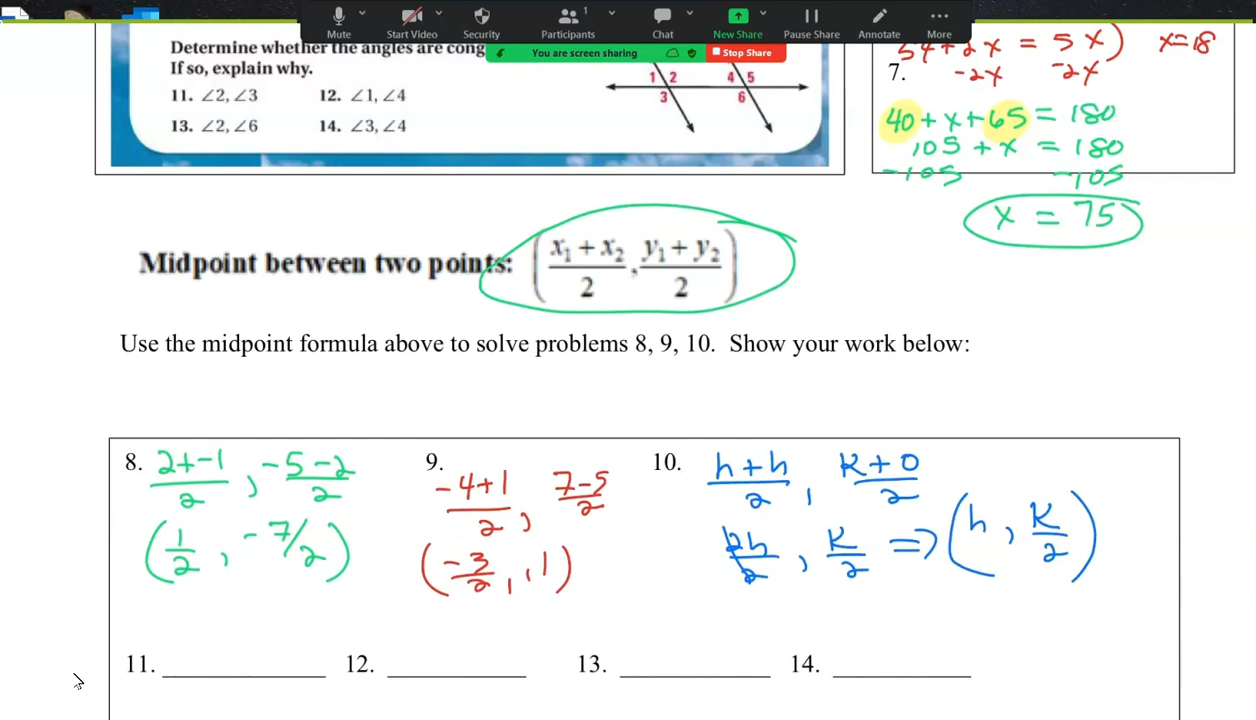 Mute
Start Video
Security
Participants
1
Chat
New Share
Pause Share
Annotate
More
You are screen sharing
Stop Share
Determine whether the angles are cong
If so, explain why.
11. ∠2, ∠3 12. ∠1, ∠4
13. ∠2, ∠6 14. ∠3, ∠4
1 2 4 5
3 6
54+2x = 5x) x=18
7. -2x -2x
40 + x + 65 = 180
105 + x = 180
-105 -105
x = 75
Midpoint between two points: (x₁ + x₂/2, y₁ + y₂/2)
Use the midpoint formula above to solve problems 8, 9, 10. Show your work below:
8. 2+-1/2, -5-2/2
(1/2, -7/2)
9. -4+1/2, 7-5/2
(-3/2, 1)
10. h+h/2, K+0/2
2h/2, K/2 => (h, K/2)
11. ____________ 12. ____________ 13. ____________ 14. ____________